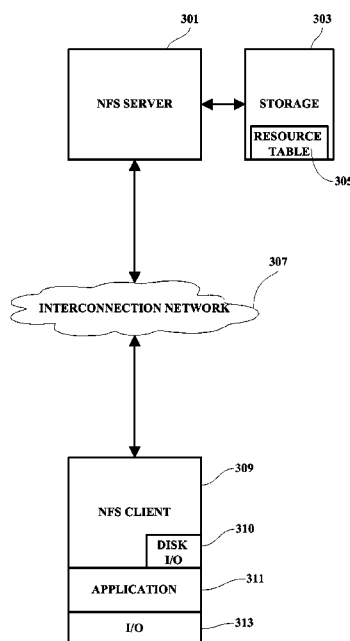 301
303
NFS SERVER
STORAGE
RESOURCE
TABLE
305
307
INTERCONNECTION NETWORK
309
NFS CLIENT
310
DISK
I/O
APPLICATION
311
I/O
313